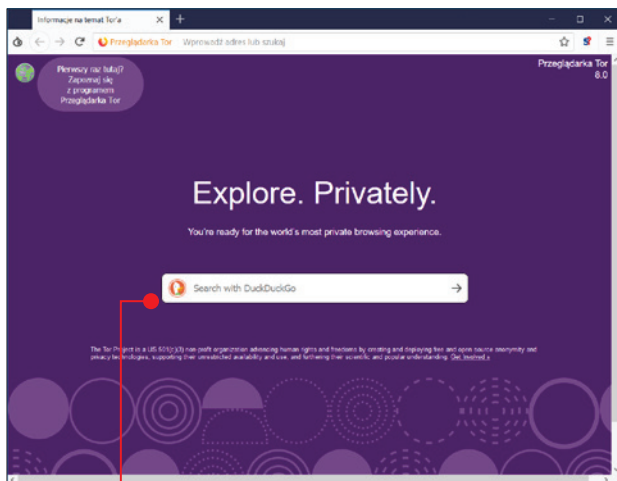 Informacje na temat Tor'a
Przeglądarka Tor Wprowadź adres lub szukaj
Pierwszy raz tutaj?
Zapoznaj się
z programem
Przeglądarka Tor
Przeglądarka Tor
8.0
Explore. Privately.
You're ready for the world's most private browsing experience.
Search with DuckDuckGo
The Tor Project is a US 501(c)(3) non-profit organization advancing human rights and freedoms by creating and deploying free and open source anonymity and
privacy technologies, supporting their unrestricted availability and use, and furthering their scientific and popular understanding. Get Involved »